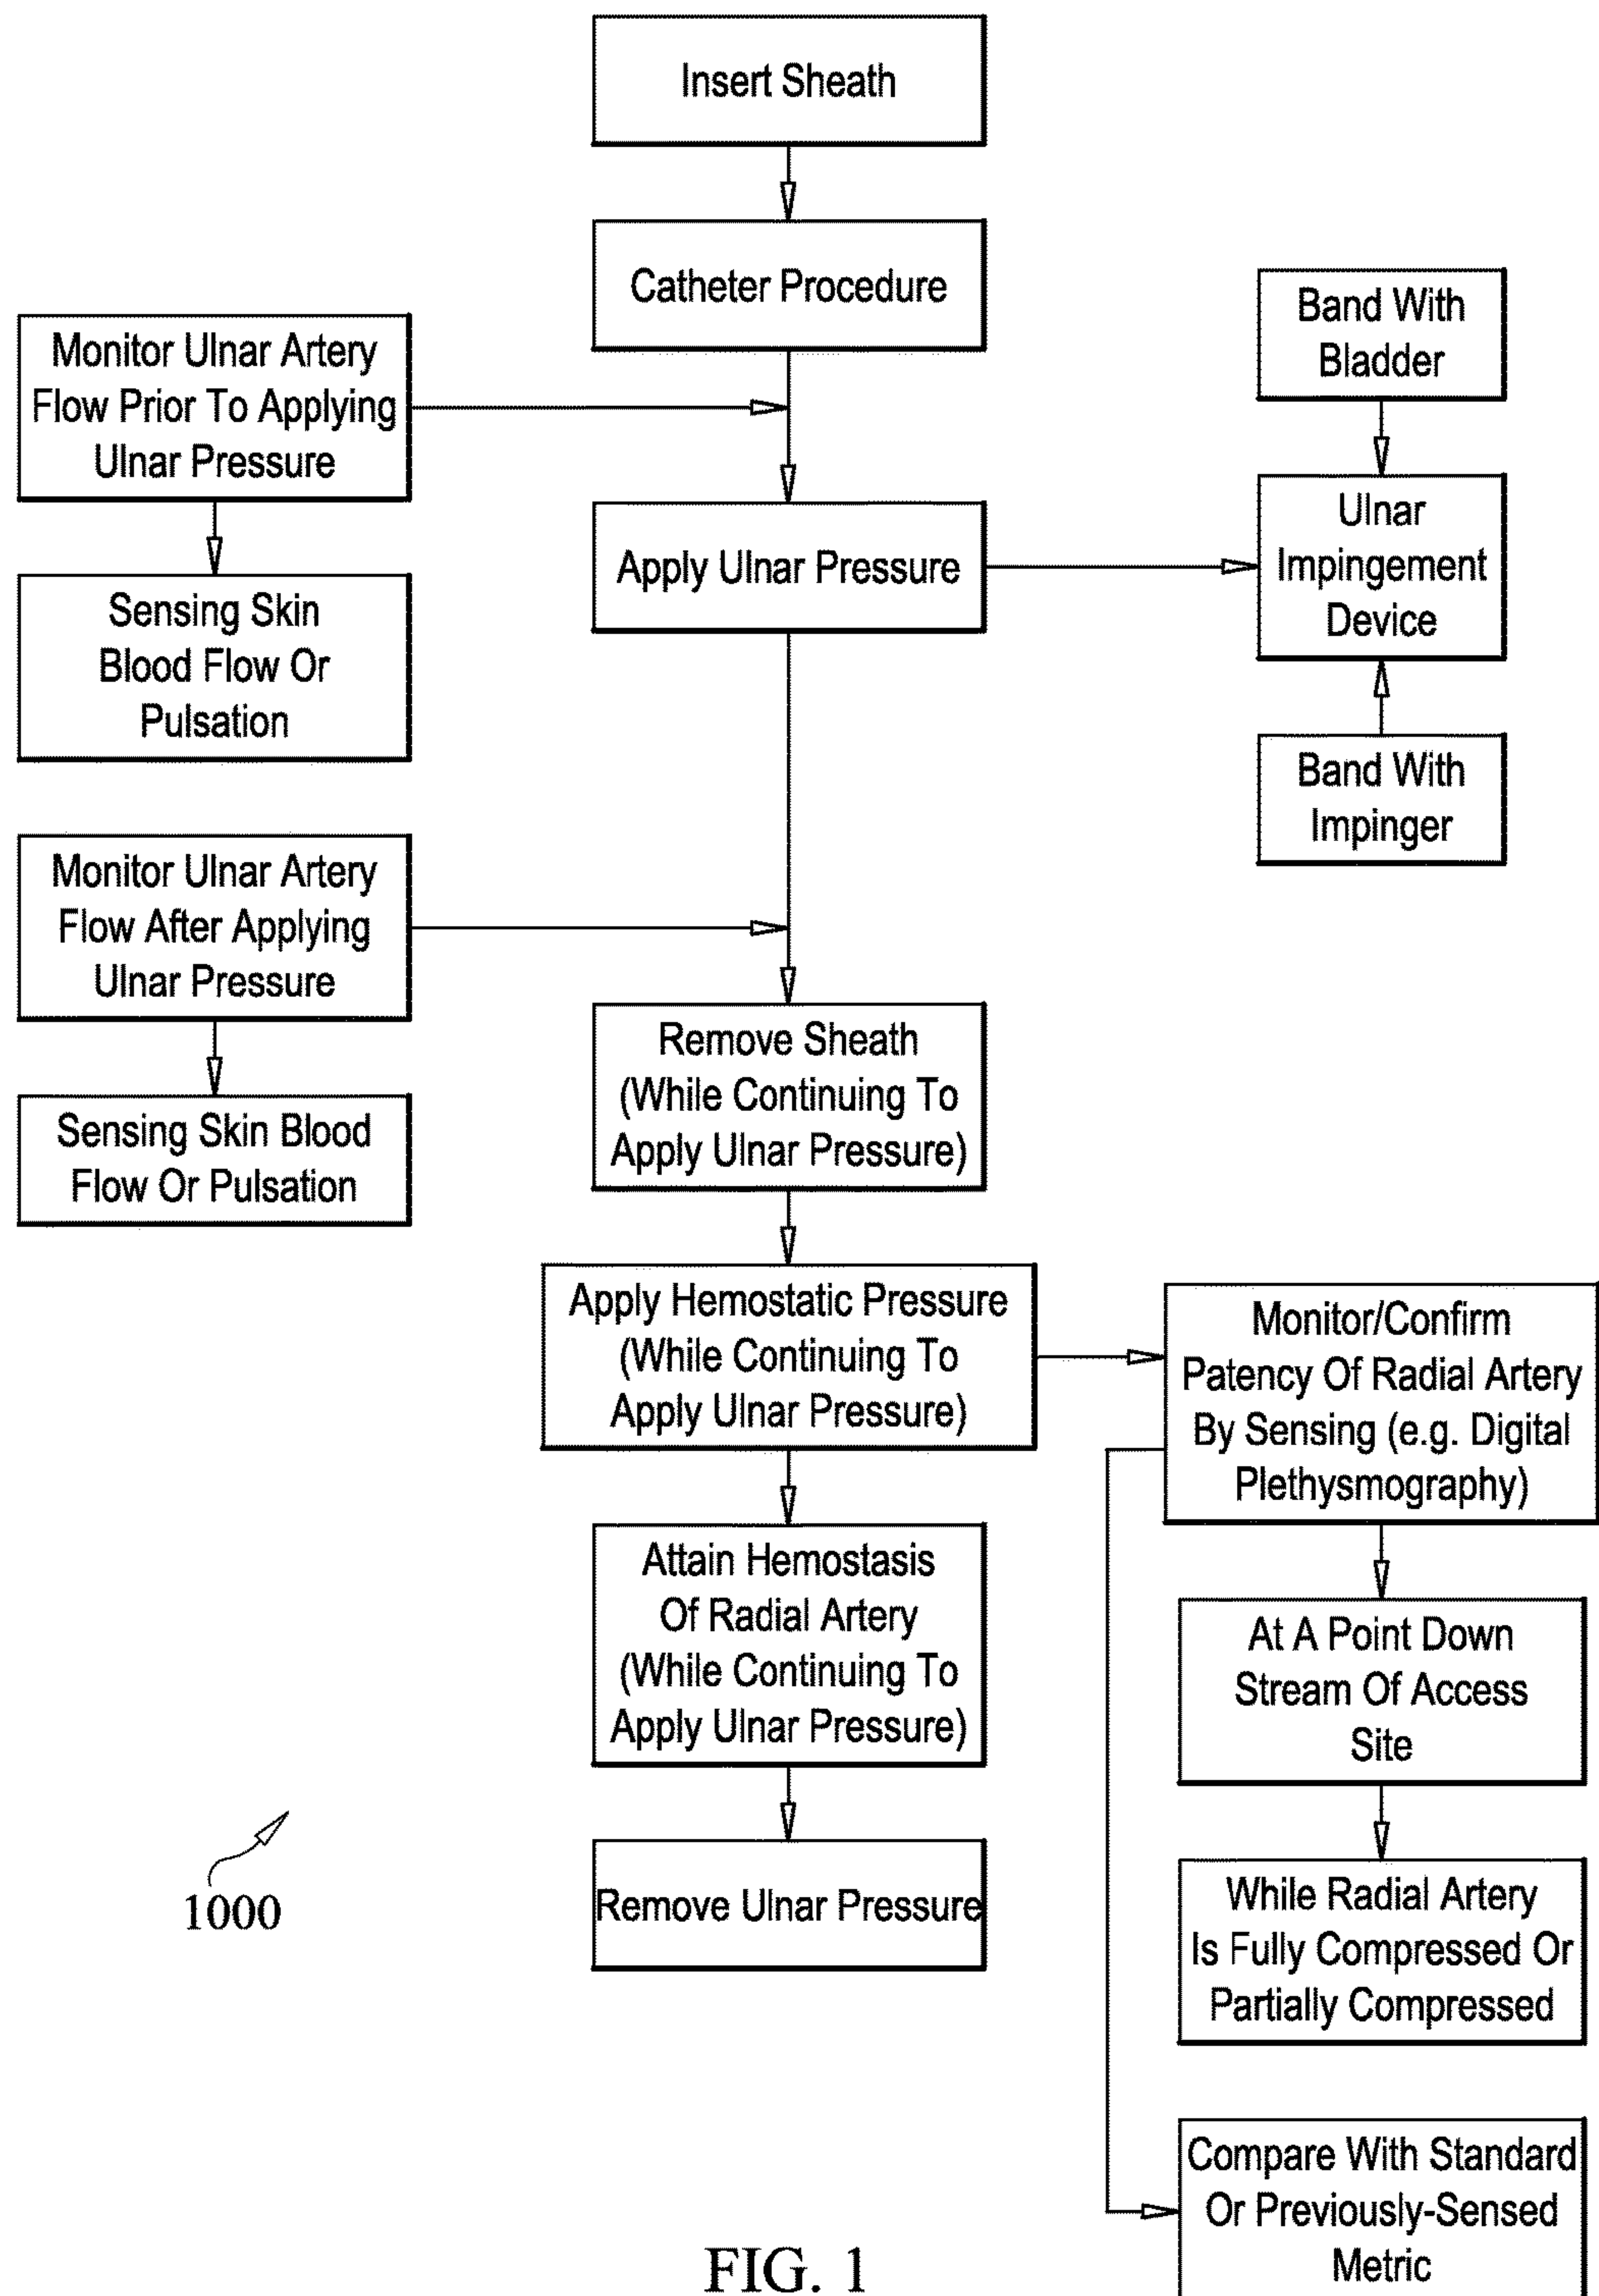 Insert Sheath
Catheter Procedure
Monitor Ulnar Artery
Flow Prior To Applying
Ulnar Pressure
Band With
Bladder
Sensing Skin
Blood Flow Or
Pulsation
Apply Ulnar Pressure
Ulnar
Impingement
Device
Band With
Impinger
Monitor Ulnar Artery
Flow After Applying
Ulnar Pressure
Sensing Skin Blood
Flow Or Pulsation
Remove Sheath
(While Continuing To
Apply Ulnar Pressure)
Apply Hemostatic Pressure
(While Continuing To
Apply Ulnar Pressure)
Monitor/Confirm
Patency Of Radial Artery
By Sensing (e.g. Digital
Plethysmography)
Attain Hemostasis
Of Radial Artery
(While Continuing To
Apply Ulnar Pressure)
At A Point Down
Stream Of Access
Site
Remove Ulnar Pressure
While Radial Artery
Is Fully Compressed Or
Partially Compressed
Compare With Standard
Or Previously-Sensed
Metric
1000
FIG. 1